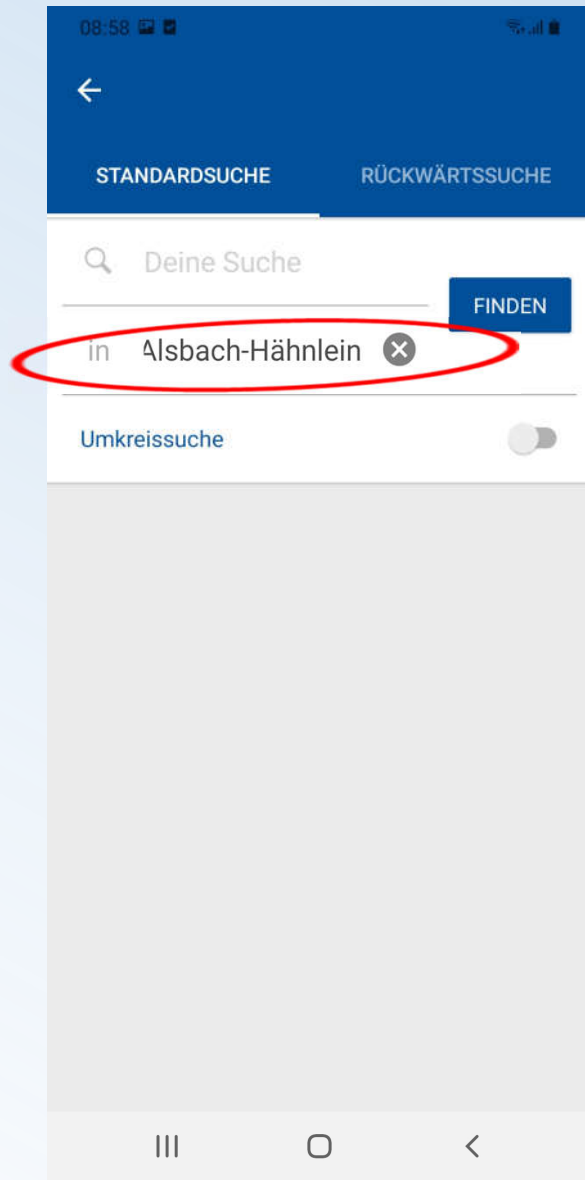 08:58
STANDARDSUCHE RÜCKWÄRTSSUCHE
Deine Suche
FINDEN
in Alsbach-Hähnlein
Umkreissuche